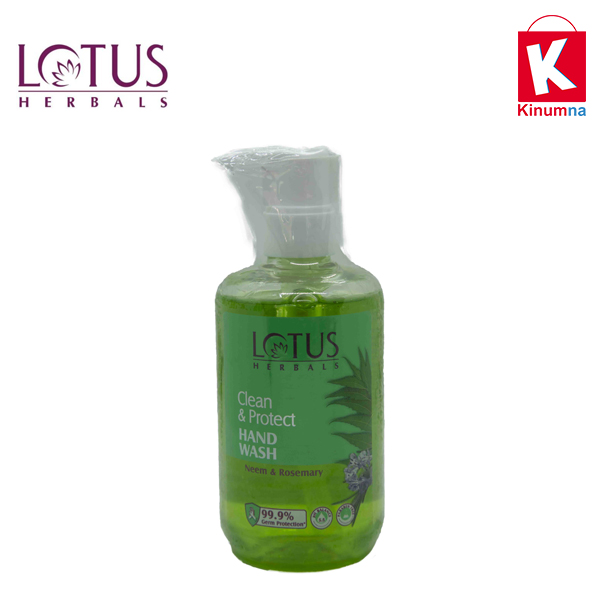 LOTUS
HERBALS
K
Kinumna
LOTUS
HERBALS
Clean
& Protect
HAND
WASH
Neem & Rosemary
99.9%
Germ Protection*